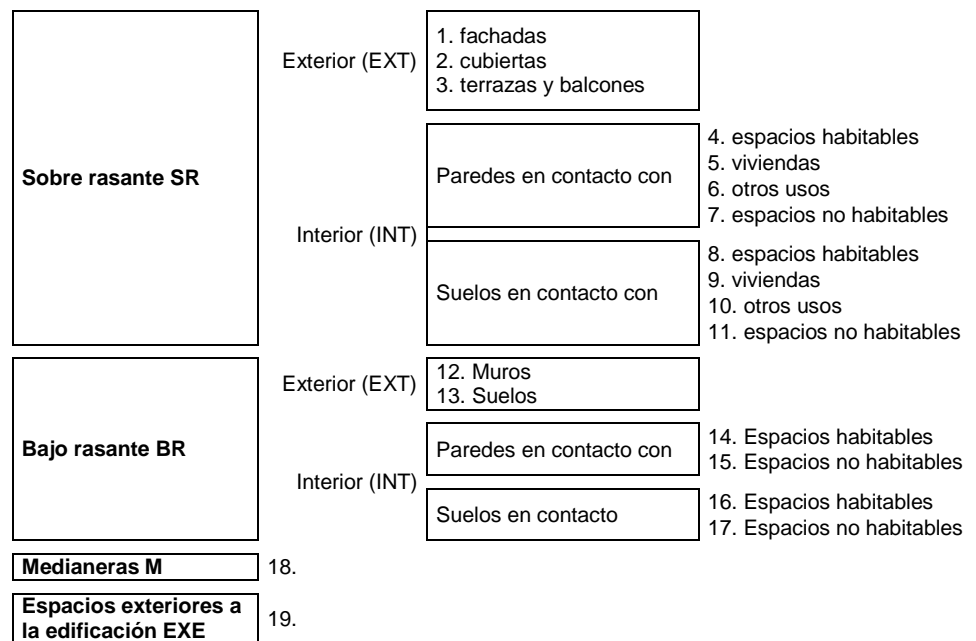 Sobre rasante SR
Exterior (EXT)
1. fachadas
2. cubiertas
3. terrazas y balcones
Interior (INT)
Paredes en contacto con
4. espacios habitables
5. viviendas
6. otros usos
7. espacios no habitables
Suelos en contacto con
8. espacios habitables
9. viviendas
10. otros usos
11. espacios no habitables
Bajo rasante BR
Exterior (EXT)
12. Muros
13. Suelos
Interior (INT)
Paredes en contacto con
14. Espacios habitables
15. Espacios no habitables
Suelos en contacto
16. Espacios habitables
17. Espacios no habitables
Medianeras M
18.
Espacios exteriores a
la edificación EXE
19.